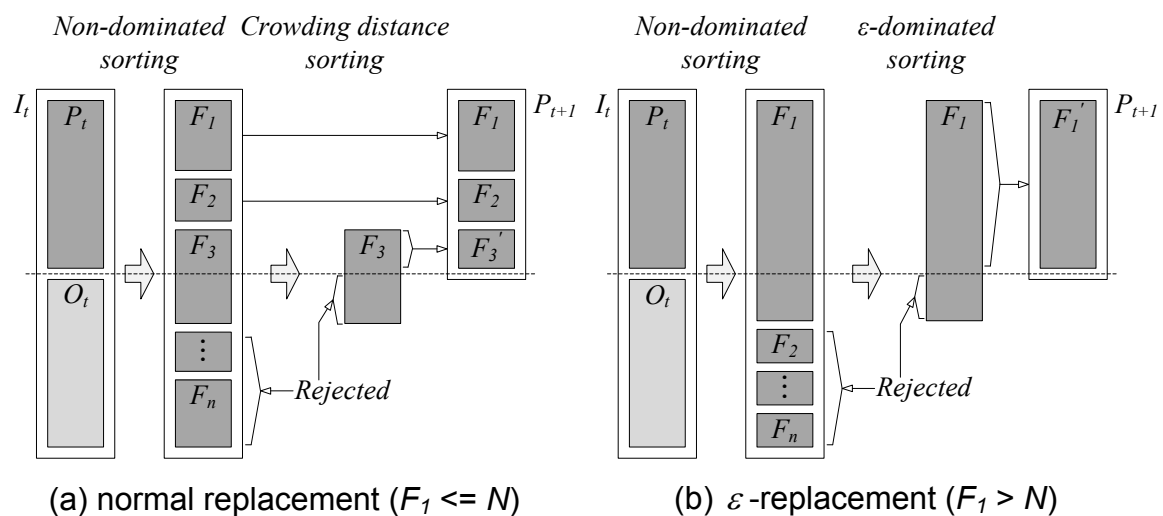 Non-dominated
sorting
Crowding distance
sorting
I_t
P_t
O_t
F_1
F_2
F_3
⋮
F_n
F_3
Rejected
F_1
F_2
F_3'
P_{t+1}
(a) normal replacement (F_1 <= N)
Non-dominated
sorting
ε-dominated
sorting
I_t
P_t
O_t
F_1
F_2
⋮
F_n
F_1
Rejected
F_1'
P_{t+1}
(b) ε -replacement (F_1 > N)